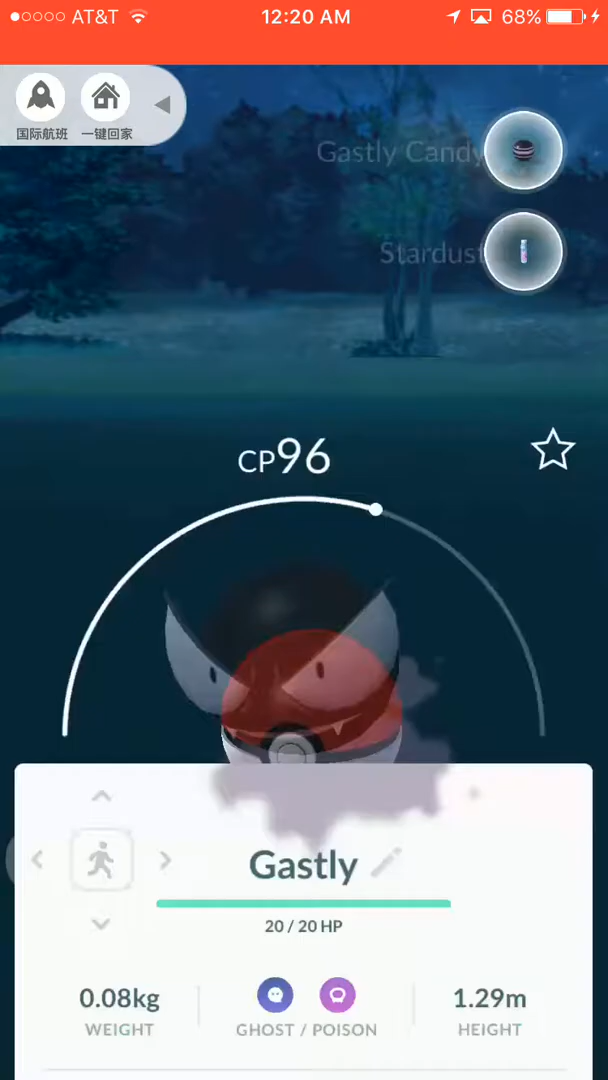 AT&T 12:20 AM 68%
国际航班 一键回家
Gastly Candy
Stardust
CP96
Gastly
20 / 20 HP
0.08kg 1.29m
WEIGHT GHOST / POISON HEIGHT